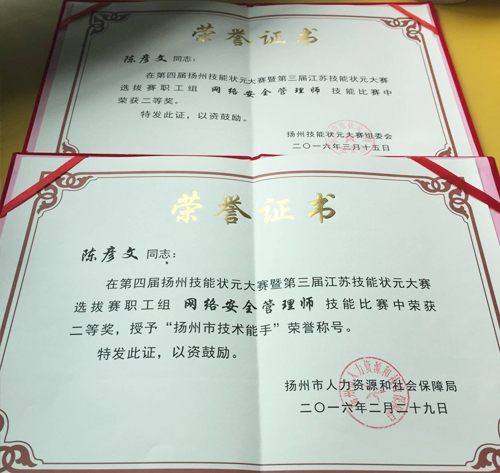 荣誉证书
陈彦文 同志：
在第四届扬州技能状元大赛暨第三届江苏技能状元大赛
选拔赛职工组 网络安全管理师 技能比赛中
荣获二等奖。
特发此证，以资鼓励。
扬州技能状元大赛组委会
二〇一六年三月十五日
荣誉证书
陈彦文 同志：
在第四届扬州技能状元大赛暨第三届江苏技能状元大赛
选拔赛职工组 网络安全管理师 技能比赛中荣获
二等奖，授予“扬州市技术能手”荣誉称号。
特发此证，以资鼓励。
扬州市人力资源和社会保障局
二〇一六年二月二十九日